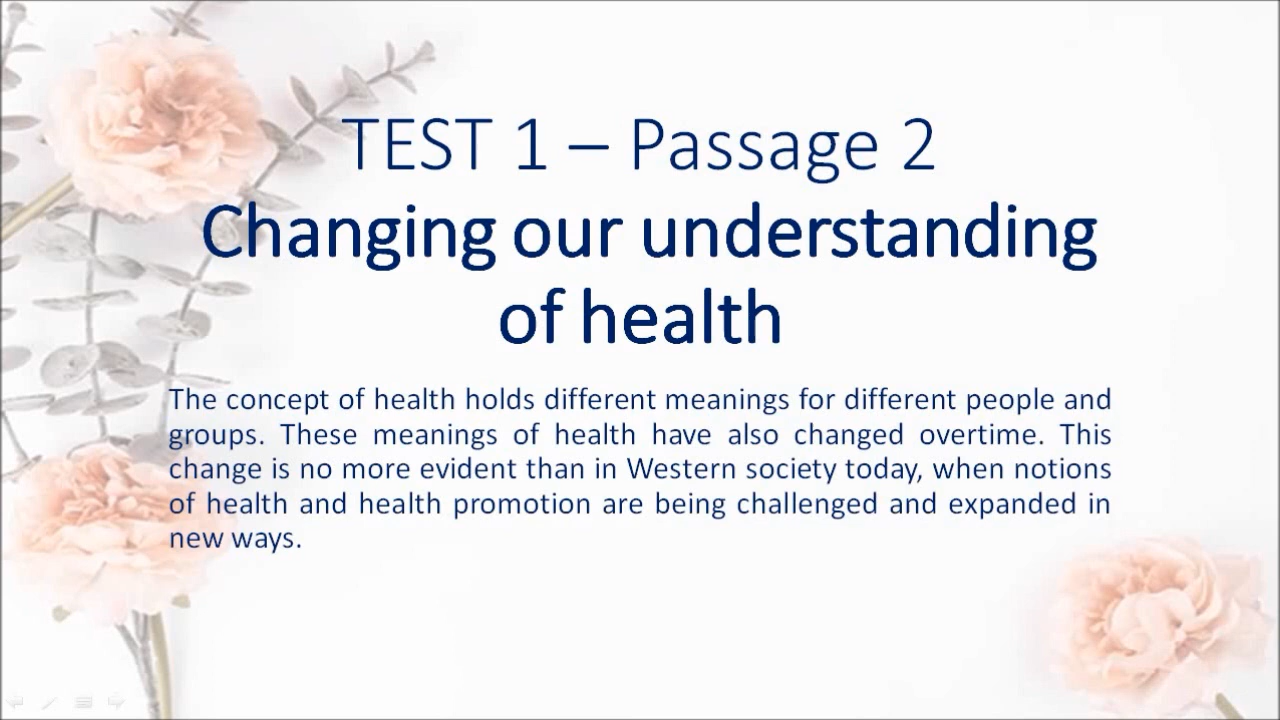 TEST 1 – Passage 2
Changing our understanding
of health
The concept of health holds different meanings for different people and
groups. These meanings of health have also changed overtime. This
change is no more evident than in Western society today, when notions
of health and health promotion are being challenged and expanded in
new ways.